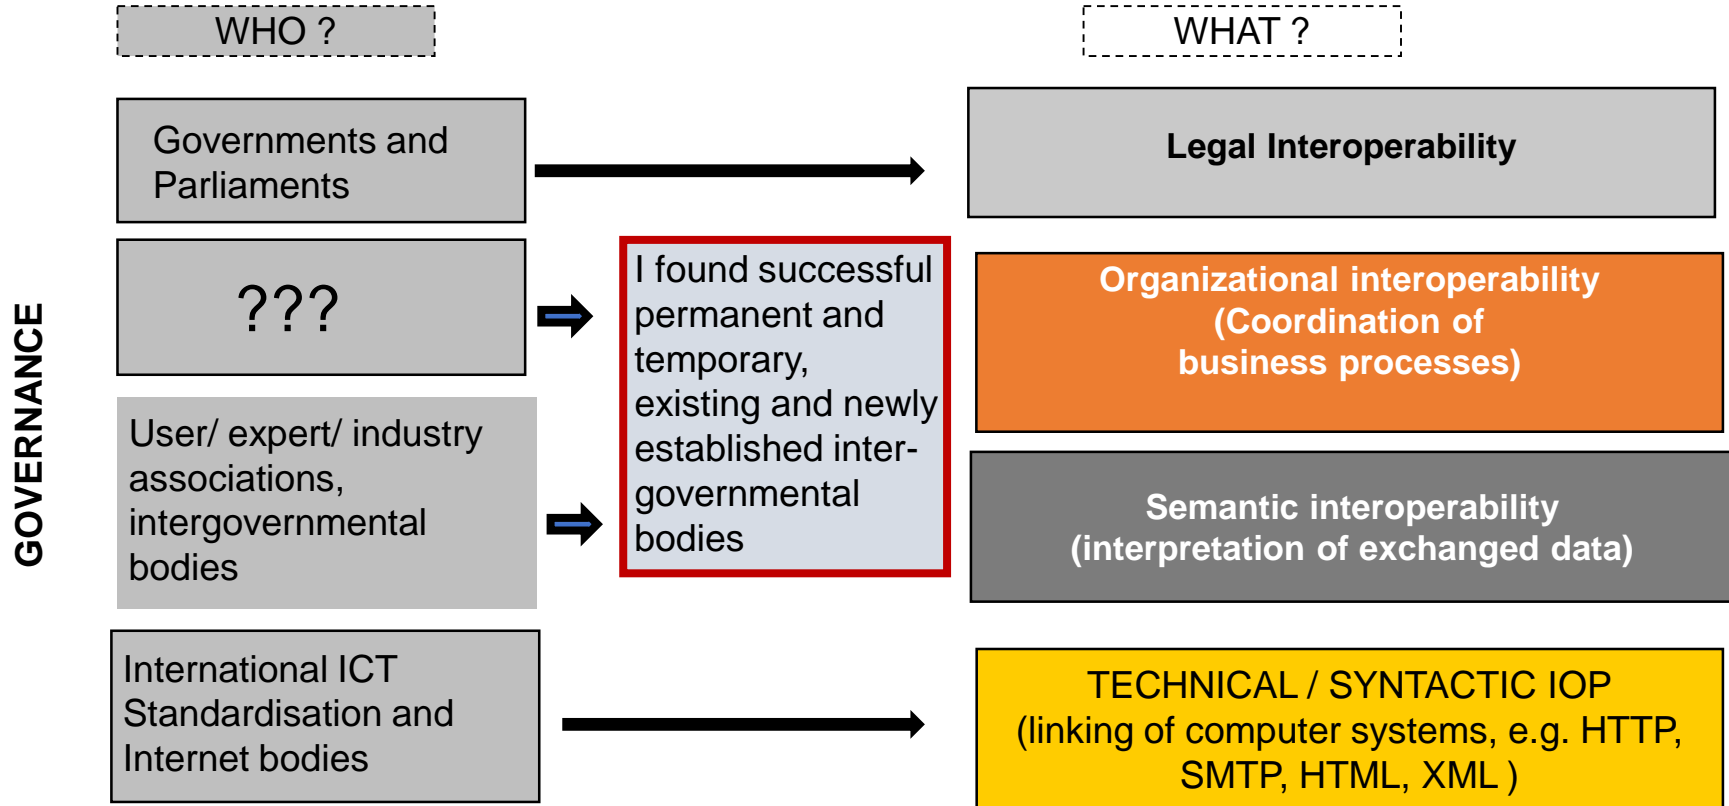 WHO ?
WHAT ?
GOVERNANCE
Governments and
Parliaments
Legal Interoperability
???
I found successful
permanent and
temporary,
existing and newly
established inter-
governmental
bodies
Organizational interoperability
(Coordination of
business processes)
User/ expert/ industry
associations,
intergovernmental
bodies
Semantic interoperability
(interpretation of exchanged data)
International ICT
Standardisation and
Internet bodies
TECHNICAL / SYNTACTIC IOP
(linking of computer systems, e.g. HTTP,
SMTP, HTML, XML )